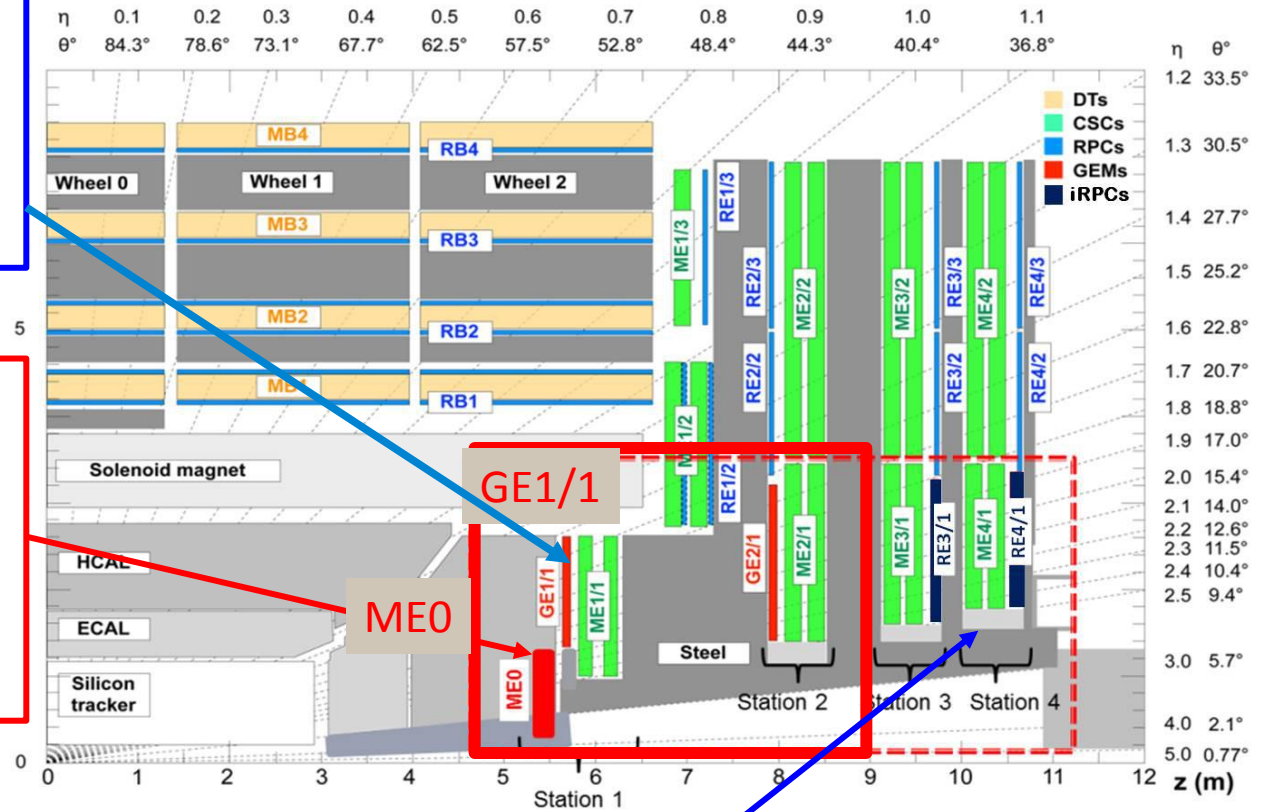 η 0.1 0.2 0.3 0.4 0.5 0.6 0.7 0.8 0.9 1.0 1.1
θ° 84.3° 78.6° 73.1° 67.7° 62.5° 57.5° 52.8° 48.4° 44.3° 40.4° 36.8° η θ°
1.2 33.5°
DTs
CSCs
RPCs
GEMs
iRPCs
MB4
RB4
1.3 30.5°
Wheel 0
Wheel 1
Wheel 2
RE1/3
MB3
RB3
ME1/3
1.4 27.7°
RE2/3
ME2/2
ME3/2
RE3/3
ME4/2
RE4/3
1.5 25.2°
5
MB2
RB2
1.6 22.8°
RE2/2
RE3/2
RE4/2
1.7 20.7°
RB1
1.8 18.8°
1.9 17.0°
Solenoid magnet
GE1/1
RE1/2
2.0 15.4°
2.1 14.0°
2.2 12.6°
2.3 11.5°
2.4 10.4°
2.5 9.4°
HCAL
GE1/1
ME1/1
GE2/1
ME2/1
ME3/1
RE3/1
ME4/1
RE4/1
ME0
ECAL
Steel
3.0 5.7°
Silicon
tracker
ME0
Station 2
Station 3
Station 4
4.0 2.1°
5.0 0.77°
0
0 1 2 3 4 5 6 7 8 9 10 11 12 z (m)
Station 1